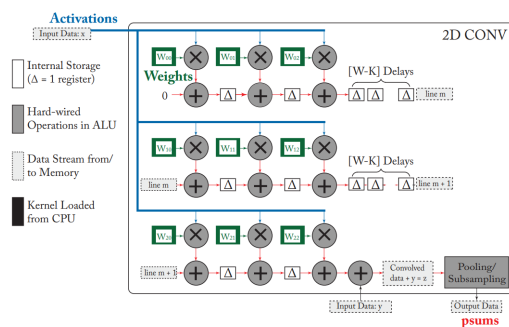 Activations
Input Data: x
2D CONV
Internal Storage
(Δ = 1 register)
Hard-wired
Operations in ALU
Data Stream from/
to Memory
Kernel Loaded
from CPU
W00 W01 W02
Weights
[W-K] Delays
0 + Δ + Δ + Δ Δ Δ line m
W10 W11 W12
[W-K] Delays
line m + Δ + Δ + Δ Δ Δ line m + 1
W20 W21 W22
line m + 1 + Δ + Δ + +
Convolved
data + y = z
Pooling/
Subsampling
Input Data: y
Output Data
psums